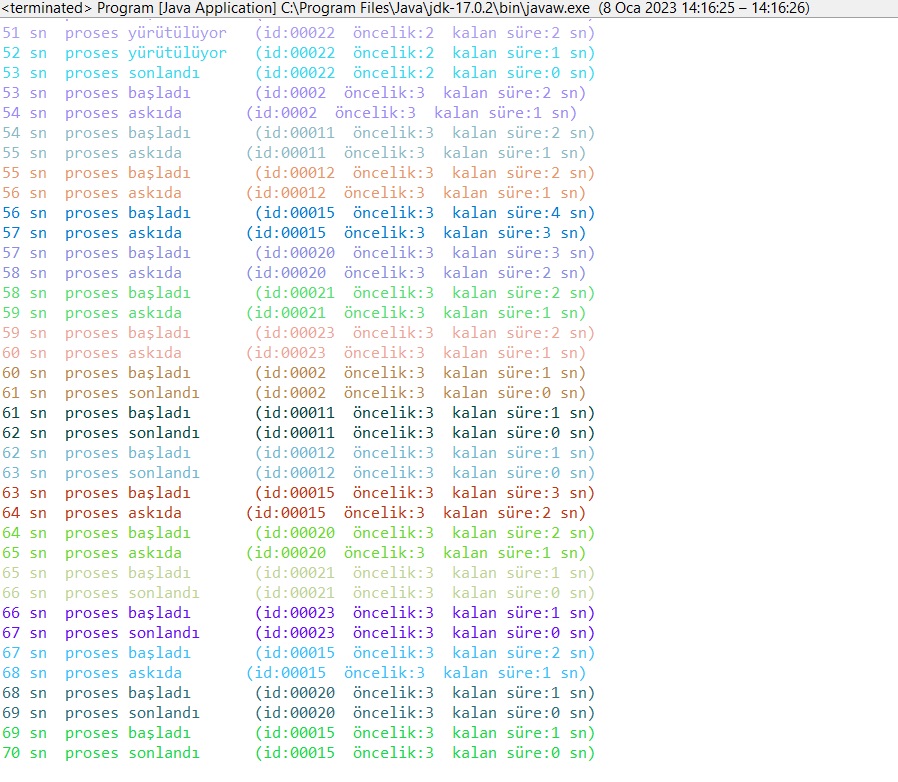 <terminated> Program [Java Application] C:\Program Files\Java\jdk-17.0.2\bin\javaw.exe (8 Oca 2023 14:16:25 – 14:16:26)
51 sn proses yürütülüyor (id:00022 öncelik:2 kalan süre:2 sn)
52 sn proses yürütülüyor (id:00022 öncelik:2 kalan süre:1 sn)
53 sn proses sonlandı (id:00022 öncelik:2 kalan süre:0 sn)
53 sn proses başladı (id:0002 öncelik:3 kalan süre:2 sn)
54 sn proses askıda (id:0002 öncelik:3 kalan süre:1 sn)
54 sn proses başladı (id:00011 öncelik:3 kalan süre:2 sn)
55 sn proses askıda (id:00011 öncelik:3 kalan süre:1 sn)
55 sn proses başladı (id:00012 öncelik:3 kalan süre:2 sn)
56 sn proses askıda (id:00012 öncelik:3 kalan süre:1 sn)
56 sn proses başladı (id:00015 öncelik:3 kalan süre:4 sn)
57 sn proses askıda (id:00015 öncelik:3 kalan süre:3 sn)
57 sn proses başladı (id:00020 öncelik:3 kalan süre:3 sn)
58 sn proses askıda (id:00020 öncelik:3 kalan süre:2 sn)
58 sn proses başladı (id:00021 öncelik:3 kalan süre:2 sn)
59 sn proses askıda (id:00021 öncelik:3 kalan süre:1 sn)
59 sn proses başladı (id:00023 öncelik:3 kalan süre:2 sn)
60 sn proses askıda (id:00023 öncelik:3 kalan süre:1 sn)
60 sn proses başladı (id:0002 öncelik:3 kalan süre:1 sn)
61 sn proses sonlandı (id:0002 öncelik:3 kalan süre:0 sn)
61 sn proses başladı (id:00011 öncelik:3 kalan süre:1 sn)
62 sn proses sonlandı (id:00011 öncelik:3 kalan süre:0 sn)
62 sn proses başladı (id:00012 öncelik:3 kalan süre:1 sn)
63 sn proses sonlandı (id:00012 öncelik:3 kalan süre:0 sn)
63 sn proses başladı (id:00015 öncelik:3 kalan süre:3 sn)
64 sn proses askıda (id:00015 öncelik:3 kalan süre:2 sn)
64 sn proses başladı (id:00020 öncelik:3 kalan süre:2 sn)
65 sn proses askıda (id:00020 öncelik:3 kalan süre:1 sn)
65 sn proses başladı (id:00021 öncelik:3 kalan süre:1 sn)
66 sn proses sonlandı (id:00021 öncelik:3 kalan süre:0 sn)
66 sn proses başladı (id:00023 öncelik:3 kalan süre:1 sn)
67 sn proses sonlandı (id:00023 öncelik:3 kalan süre:0 sn)
67 sn proses başladı (id:00015 öncelik:3 kalan süre:2 sn)
68 sn proses askıda (id:00015 öncelik:3 kalan süre:1 sn)
68 sn proses başladı (id:00020 öncelik:3 kalan süre:1 sn)
69 sn proses sonlandı (id:00020 öncelik:3 kalan süre:0 sn)
69 sn proses başladı (id:00015 öncelik:3 kalan süre:1 sn)
70 sn proses sonlandı (id:00015 öncelik:3 kalan süre:0 sn)